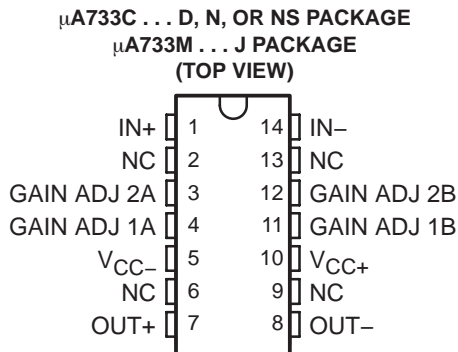 µA733C . . . D, N, OR NS PACKAGE
µA733M . . . J PACKAGE
(TOP VIEW)
IN+ 1 14 IN−
NC 2 13 NC
GAIN ADJ 2A 3 12 GAIN ADJ 2B
GAIN ADJ 1A 4 11 GAIN ADJ 1B
VCC− 5 10 VCC+
NC 6 9 NC
OUT+ 7 8 OUT−